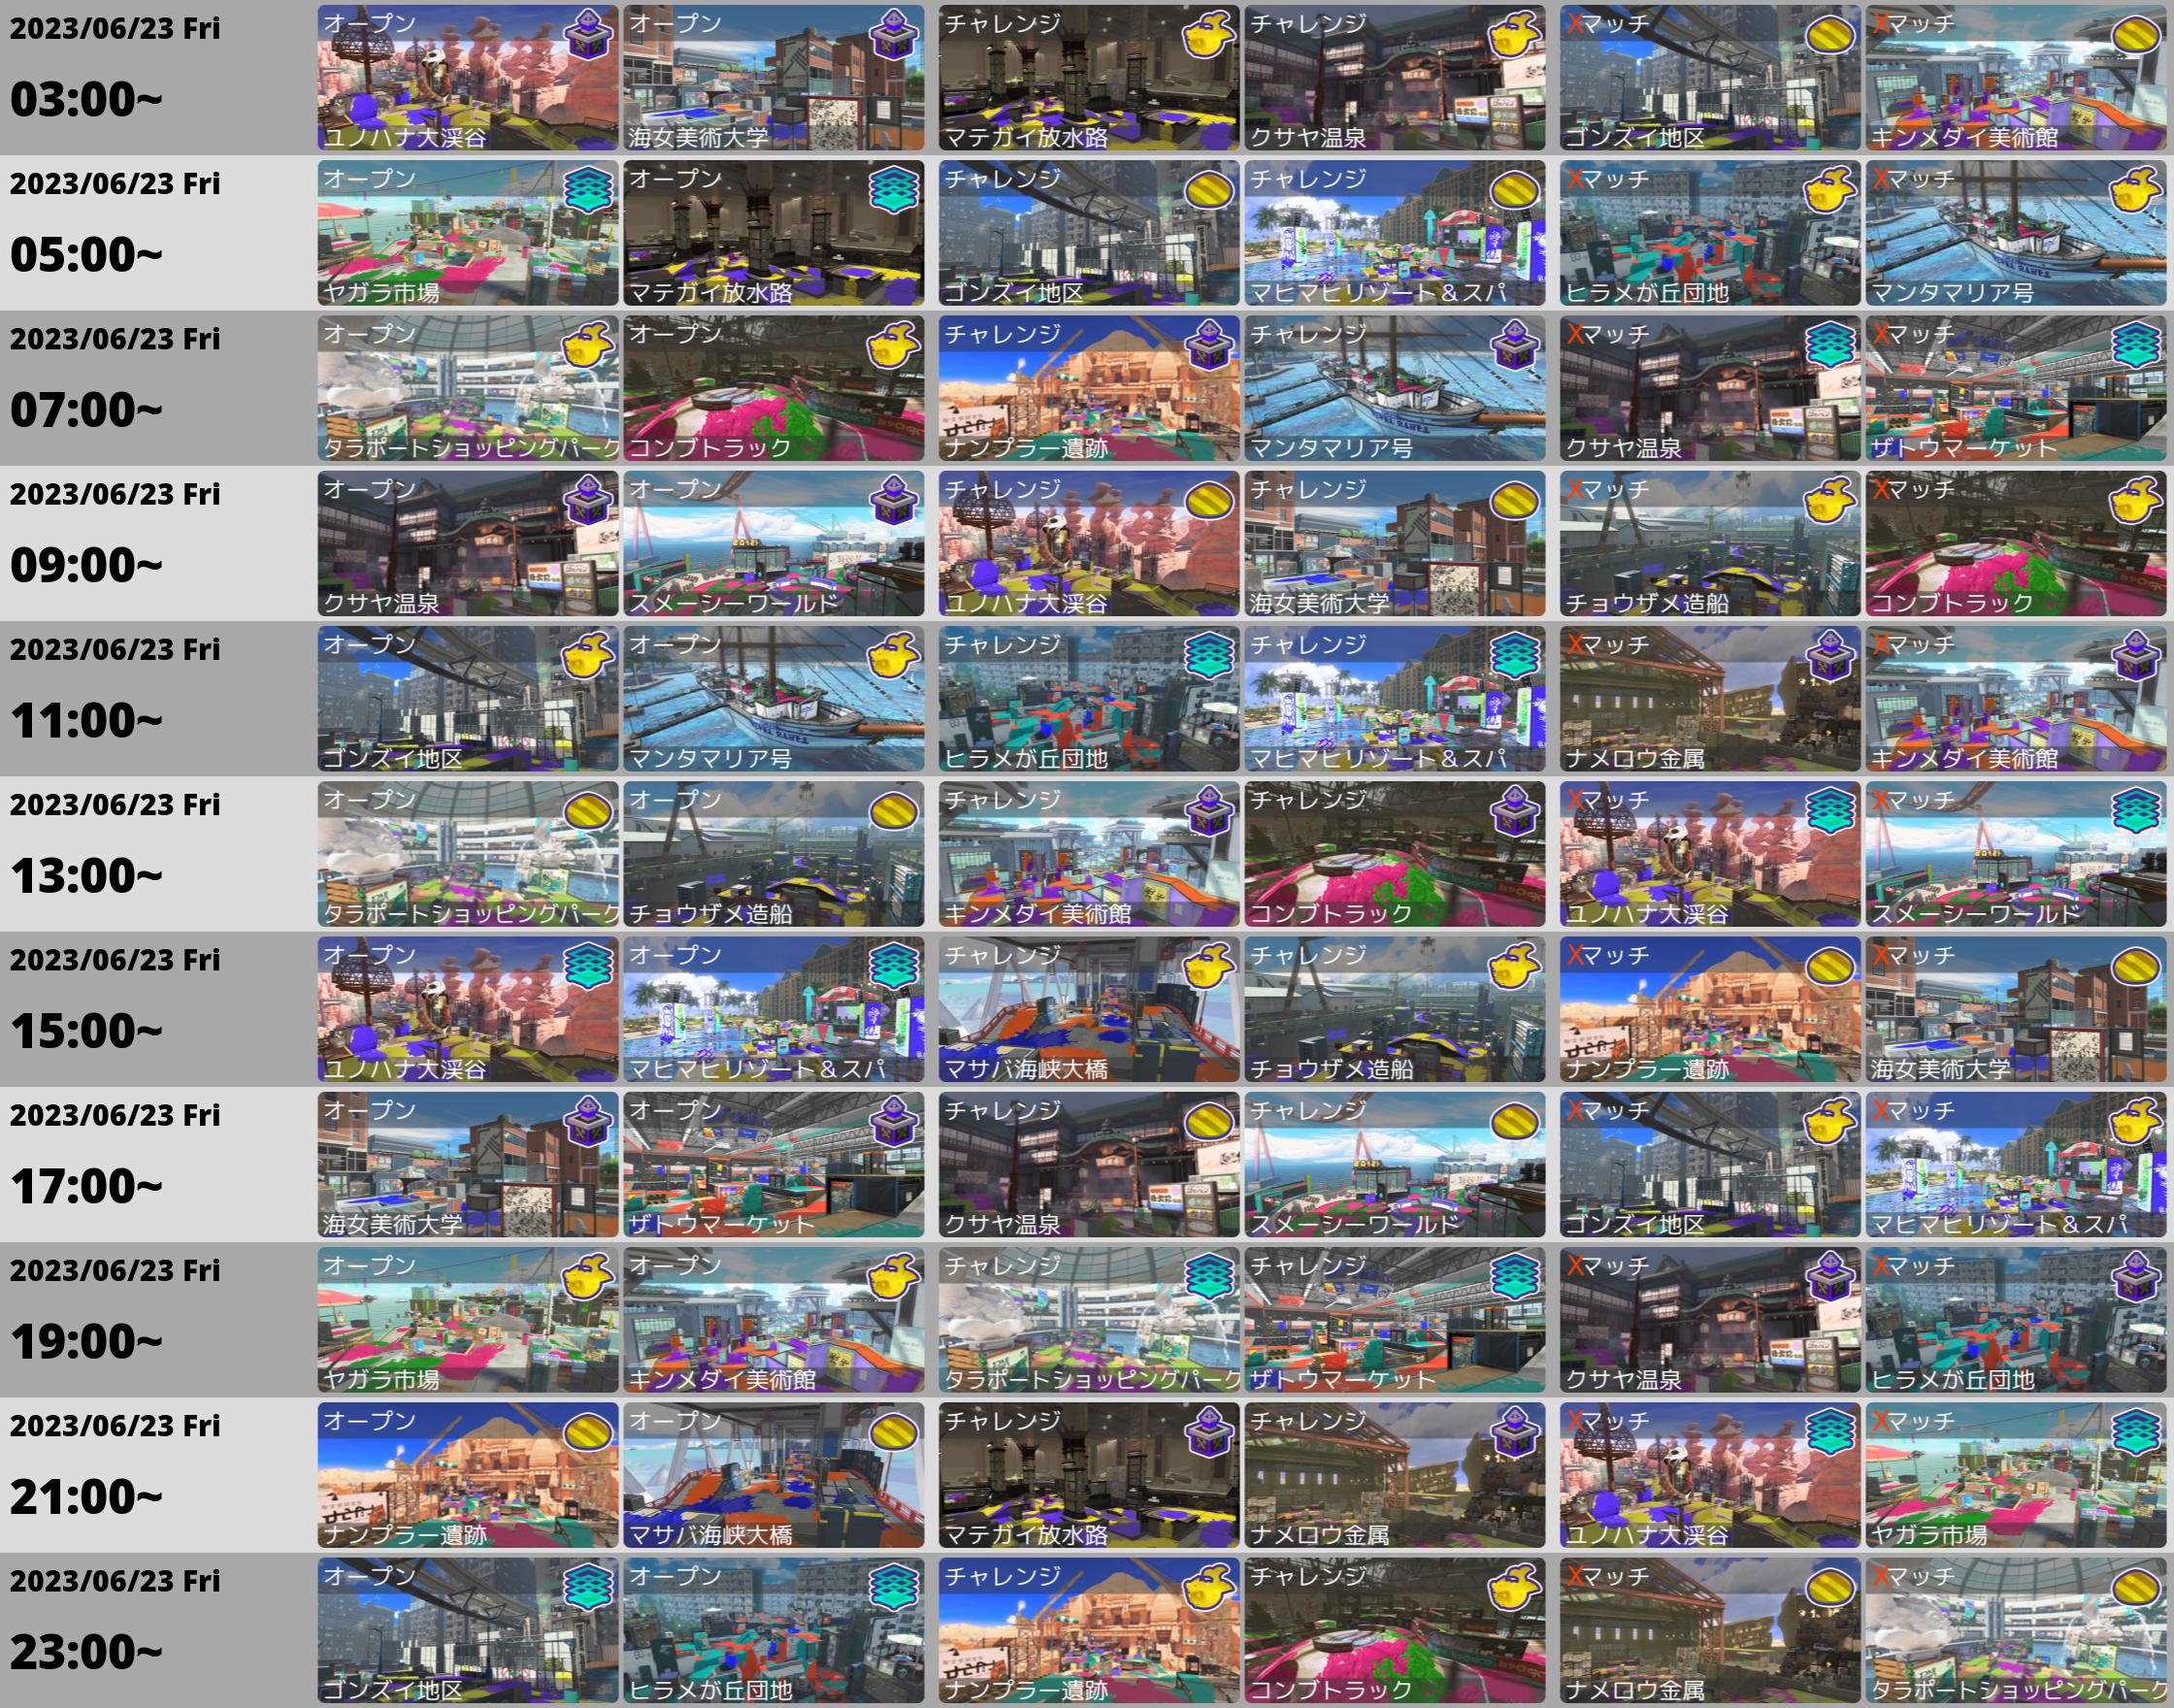 2023/06/23 Fri
03:00~
オープン
ユノハナ大渓谷
オープン
海女美術大学
チャレンジ
マテガイ放水路
チャレンジ
クサヤ温泉
Xマッチ
ゴンズイ地区
Xマッチ
キンメダイ美術館
2023/06/23 Fri
05:00~
オープン
ヤガラ市場
オープン
マテガイ放水路
チャレンジ
ゴンズイ地区
チャレンジ
マヒマヒリゾート&スパ
Xマッチ
ヒラメが丘団地
Xマッチ
マンタマリア号
2023/06/23 Fri
07:00~
オープン
タラポートショッピングパーク
オープン
コンブトラック
チャレンジ
ナンプラー遺跡
チャレンジ
マンタマリア号
Xマッチ
クサヤ温泉
Xマッチ
ザトウマーケット
2023/06/23 Fri
09:00~
オープン
クサヤ温泉
オープン
スメーシーワールド
チャレンジ
ユノハナ大渓谷
チャレンジ
海女美術大学
Xマッチ
チョウザメ造船
Xマッチ
コンブトラック
2023/06/23 Fri
11:00~
オープン
ゴンズイ地区
オープン
マンタマリア号
チャレンジ
ヒラメが丘団地
チャレンジ
マヒマヒリゾート&スパ
Xマッチ
ナメロウ金属
Xマッチ
キンメダイ美術館
2023/06/23 Fri
13:00~
オープン
タラポートショッピングパーク
オープン
チョウザメ造船
チャレンジ
キンメダイ美術館
チャレンジ
コンブトラック
Xマッチ
ユノハナ大渓谷
Xマッチ
スメーシーワールド
2023/06/23 Fri
15:00~
オープン
ユノハナ大渓谷
オープン
マヒマヒリゾート&スパ
チャレンジ
マサバ海峡大橋
チャレンジ
チョウザメ造船
Xマッチ
ナンプラー遺跡
Xマッチ
海女美術大学
2023/06/23 Fri
17:00~
オープン
海女美術大学
オープン
ザトウマーケット
チャレンジ
クサヤ温泉
チャレンジ
スメーシーワールド
Xマッチ
ゴンズイ地区
Xマッチ
マヒマヒリゾート&スパ
2023/06/23 Fri
19:00~
オープン
ヤガラ市場
オープン
キンメダイ美術館
チャレンジ
タラポートショッピングパーク
チャレンジ
ザトウマーケット
Xマッチ
クサヤ温泉
Xマッチ
ヒラメが丘団地
2023/06/23 Fri
21:00~
オープン
ナンプラー遺跡
オープン
マサバ海峡大橋
チャレンジ
マテガイ放水路
チャレンジ
ナメロウ金属
Xマッチ
ユノハナ大渓谷
Xマッチ
ヤガラ市場
2023/06/23 Fri
23:00~
オープン
ゴンズイ地区
オープン
ヒラメが丘団地
チャレンジ
ナンプラー遺跡
チャレンジ
コンブトラック
Xマッチ
ナメロウ金属
Xマッチ
タラポートショッピングパーク